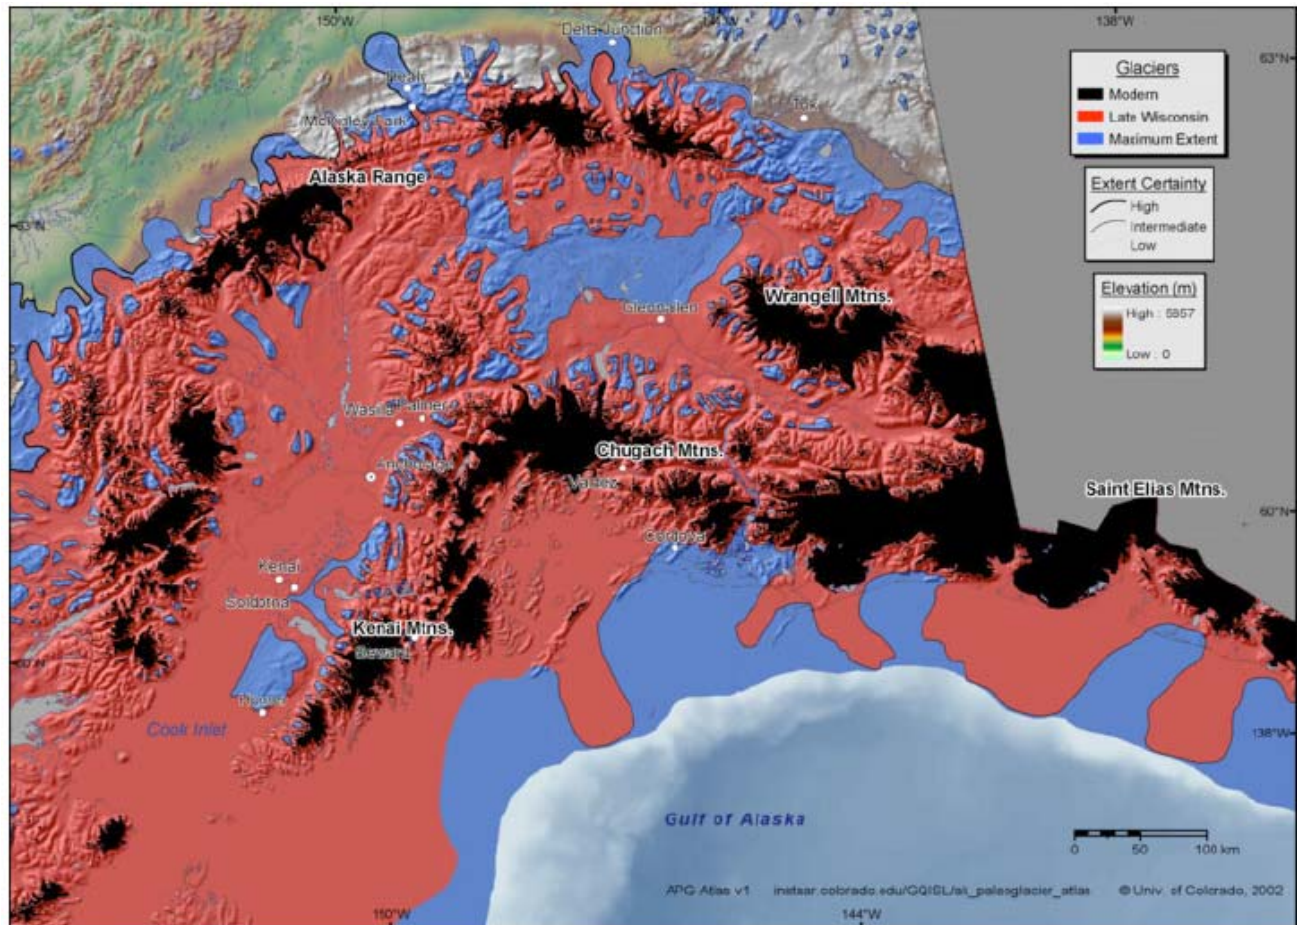 150°W
138°W
Delta Junction
63°N
Glaciers
Modern
Late Wisconsin
Maximum Extent
Healy
McKinley Park
Tok
Alaska Range
Extent Certainty
High
Intermediate
Low
63°N
Elevation (m)
High : 5857
Low : 0
Wrangell Mtns.
Glennallen
Wasilla
Palmer
Chugach Mtns.
Anchorage
Valdez
Saint Elias Mtns.
60°N
Cordova
Kenai
Soldotna
Kenai Mtns.
Seward
Homer
Cook Inlet
138°W
Gulf of Alaska
0 50 100 km
APG Atlas v1 instaar.colorado.edu/GQISL/ak_paleoglacier_atlas © Univ. of Colorado, 2002
150°W
144°W